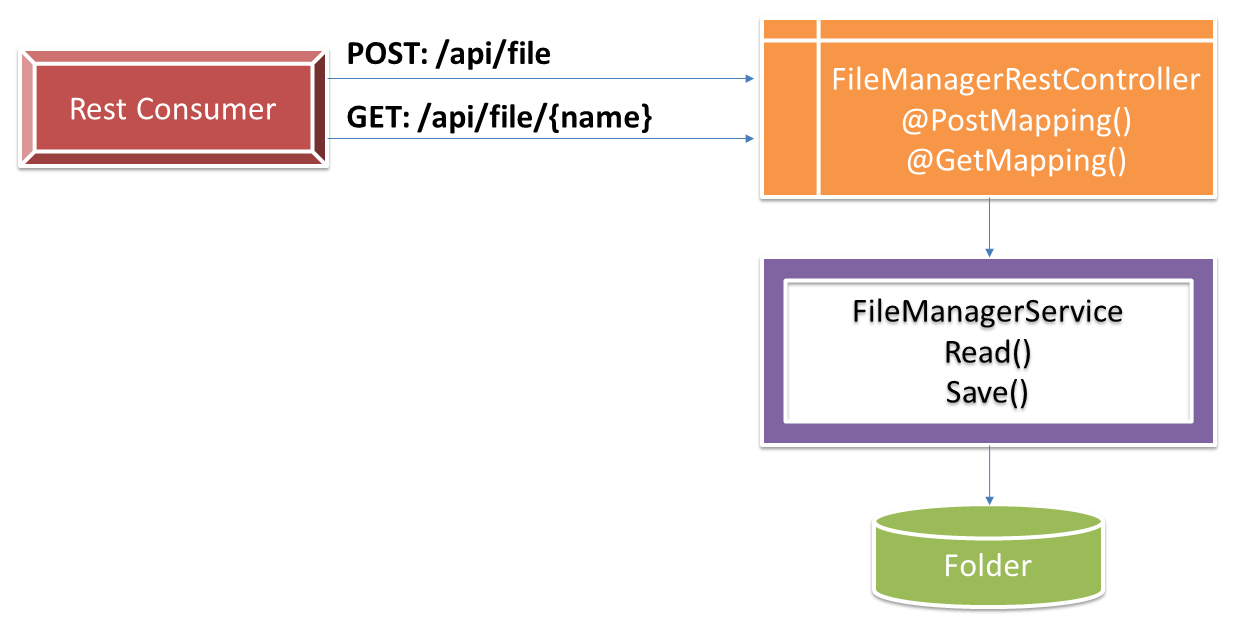 POST: /api/file
Rest Consumer
GET: /api/file/{name}
FileManagerRestController
@PostMapping()
@GetMapping()
FileManagerService
Read()
Save()
Folder